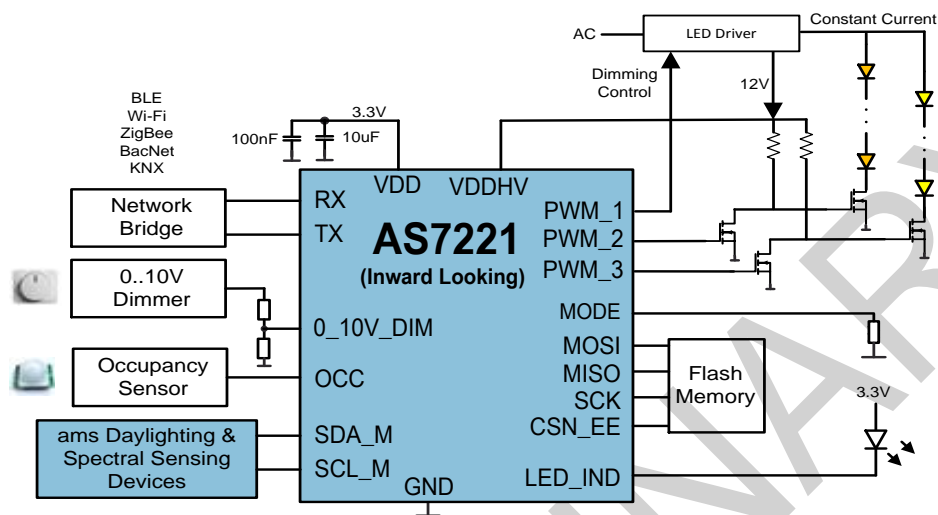 Constant Current
AC
LED Driver
Dimming
Control
12V
BLE
Wi-Fi
ZigBee
BacNet
KNX
3.3V
100nF
10uF
VDD
VDDHV
Network
Bridge
RX
TX
AS7221
(Inward Looking)
PWM_1
PWM_2
PWM_3
0..10V
Dimmer
0_10V_DIM
MODE
Occupancy
Sensor
OCC
MOSI
MISO
SCK
CSN_EE
Flash
Memory
3.3V
ams Daylighting &
Spectral Sensing
Devices
SDA_M
SCL_M
GND
LED_IND